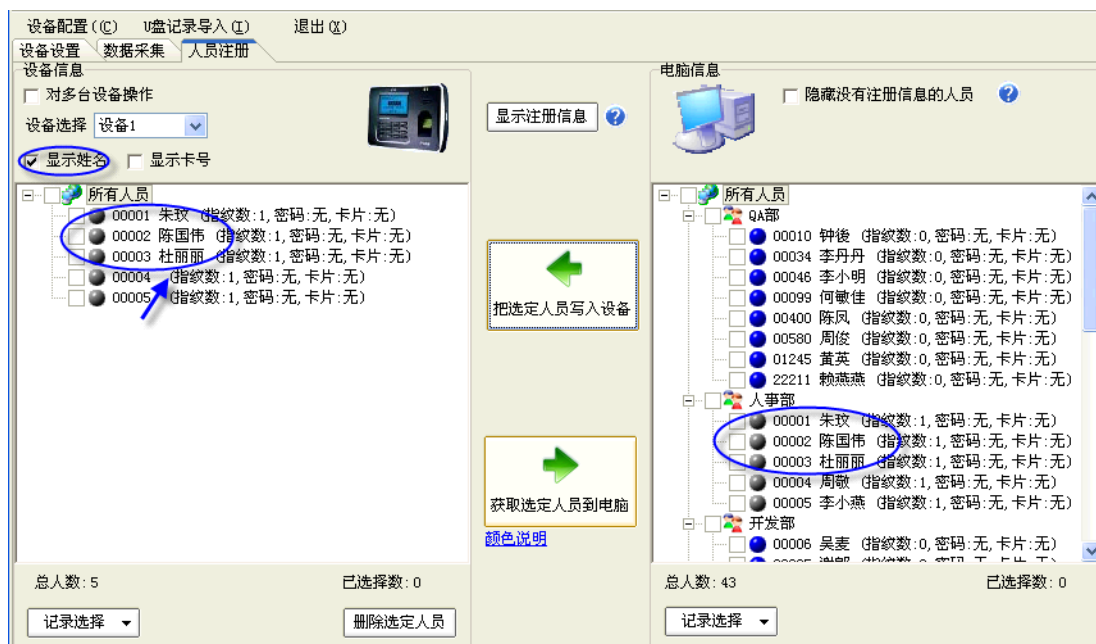 设备配置(C) U盘记录导入(I) 退出(X)
设备设置 数据采集 人员注册
设备信息
对多台设备操作
设备选择 设备1
显示姓名 显示卡号
所有人员
00001 朱玟 (指纹数:1,密码:无,卡片:无)
00002 陈国伟 (指纹数:1,密码:无,卡片:无)
00003 杜丽丽 (指纹数:1,密码:无,卡片:无)
00004 (指纹数:1,密码:无,卡片:无)
00005 (指纹数:1,密码:无,卡片:无)
总人数:5 已选择数:0
记录选择 删除选定人员
显示注册信息
把选定人员写入设备
获取选定人员到电脑
颜色说明
电脑信息
隐藏没有注册信息的人员
所有人员
QA部
00010 钟後 (指纹数:0,密码:无,卡片:无)
00034 李丹丹 (指纹数:0,密码:无,卡片:无)
00046 李小明 (指纹数:0,密码:无,卡片:无)
00099 何敏佳 (指纹数:0,密码:无,卡片:无)
00400 陈凤 (指纹数:0,密码:无,卡片:无)
00580 周俊 (指纹数:0,密码:无,卡片:无)
01245 黄英 (指纹数:0,密码:无,卡片:无)
22211 赖燕燕 (指纹数:0,密码:无,卡片:无)
人事部
00001 朱玟 (指纹数:1,密码:无,卡片:无)
00002 陈国伟 (指纹数:1,密码:无,卡片:无)
00003 杜丽丽 (指纹数:1,密码:无,卡片:无)
00004 周敬 (指纹数:1,密码:无,卡片:无)
00005 李小燕 (指纹数:1,密码:无,卡片:无)
开发部
00006 吴麦 (指纹数:0,密码:无,卡片:无)
总人数:43 已选择数:0
记录选择